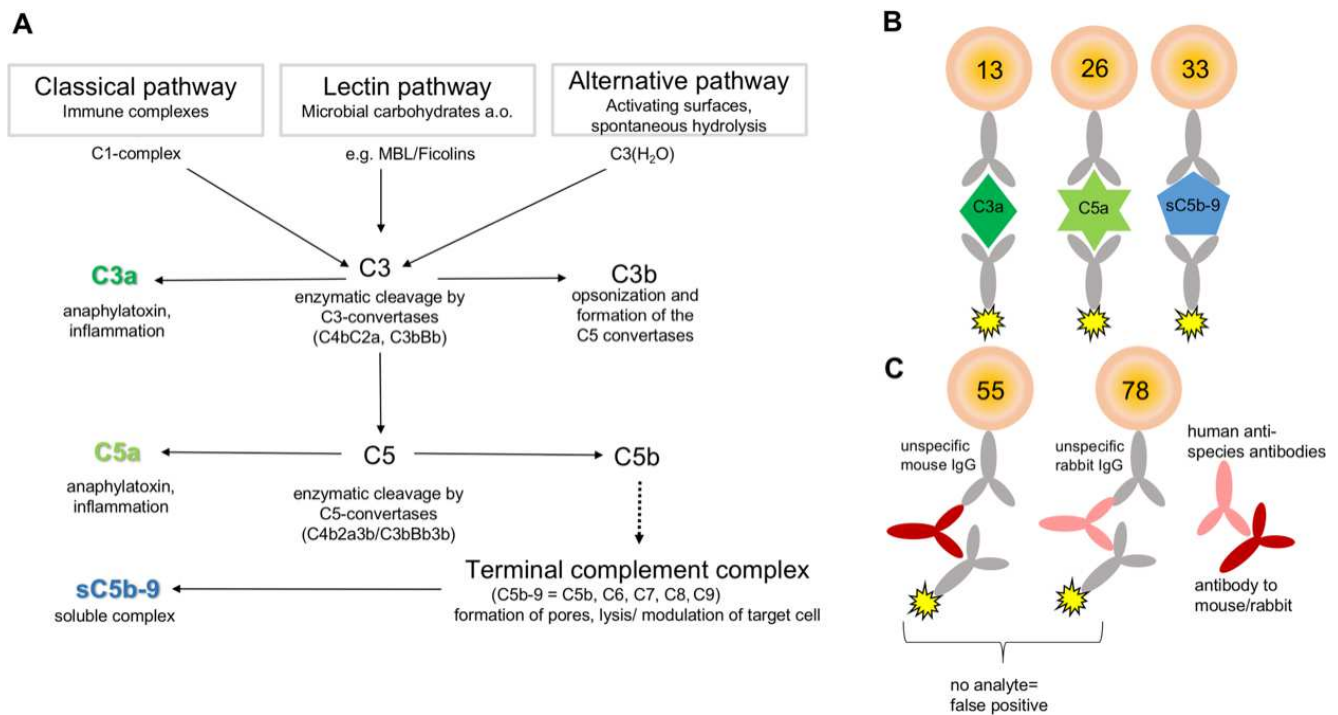 A
Classical pathway
Immune complexes
Lectin pathway
Microbial carbohydrates a.o.
Alternative pathway
Activating surfaces,
spontaneous hydrolysis
C1-complex
e.g. MBL/Ficolins
C3(H₂O)
C3a
anaphylatoxin,
inflammation
C3
enzymatic cleavage by
C3-convertases
(C4bC2a, C3bBb)
C3b
opsonization and
formation of the
C5 convertases
C5a
anaphylatoxin,
inflammation
C5
enzymatic cleavage by
C5-convertases
(C4b2a3b/C3bBb3b)
C5b
sC5b-9
soluble complex
Terminal complement complex
(C5b-9 = C5b, C6, C7, C8, C9)
formation of pores, lysis/ modulation of target cell
B
13
26
33
C3a
C5a
sC5b-9
C
55
78
unspecific
mouse IgG
unspecific
rabbit IgG
human anti-
species antibodies
antibody to
mouse/rabbit
no analyte=
false positive